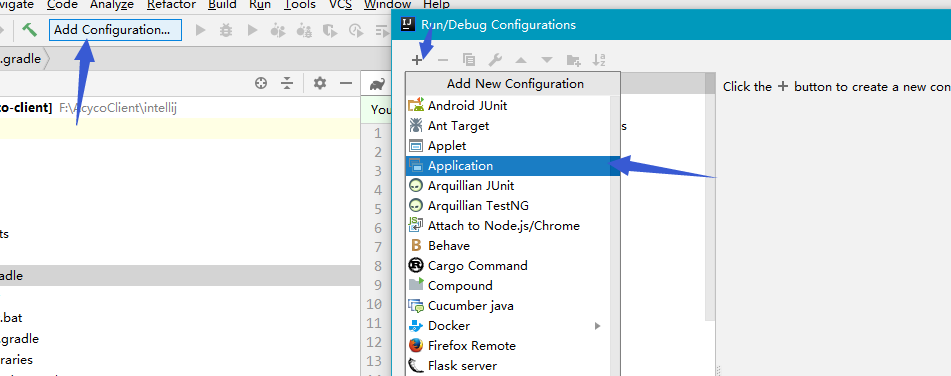 vigate View Code Analyze Refactor Build Run Tools VCS Window Help
Add Configuration...
.gradle
co-client] F:\AcycoClient\intellij
ts
adle
.bat
.gradle
raries
You
1
2
3
4
5
6
7
8
9
10
11
12
13
s
Run/Debug Configurations
Add New Configuration
Android JUnit
Ant Target
Applet
Application
Arquillian JUnit
Arquillian TestNG
Attach to Node.js/Chrome
Behave
Cargo Command
Compound
Cucumber java
Docker
Firefox Remote
Flask server
Click the + button to create a new con